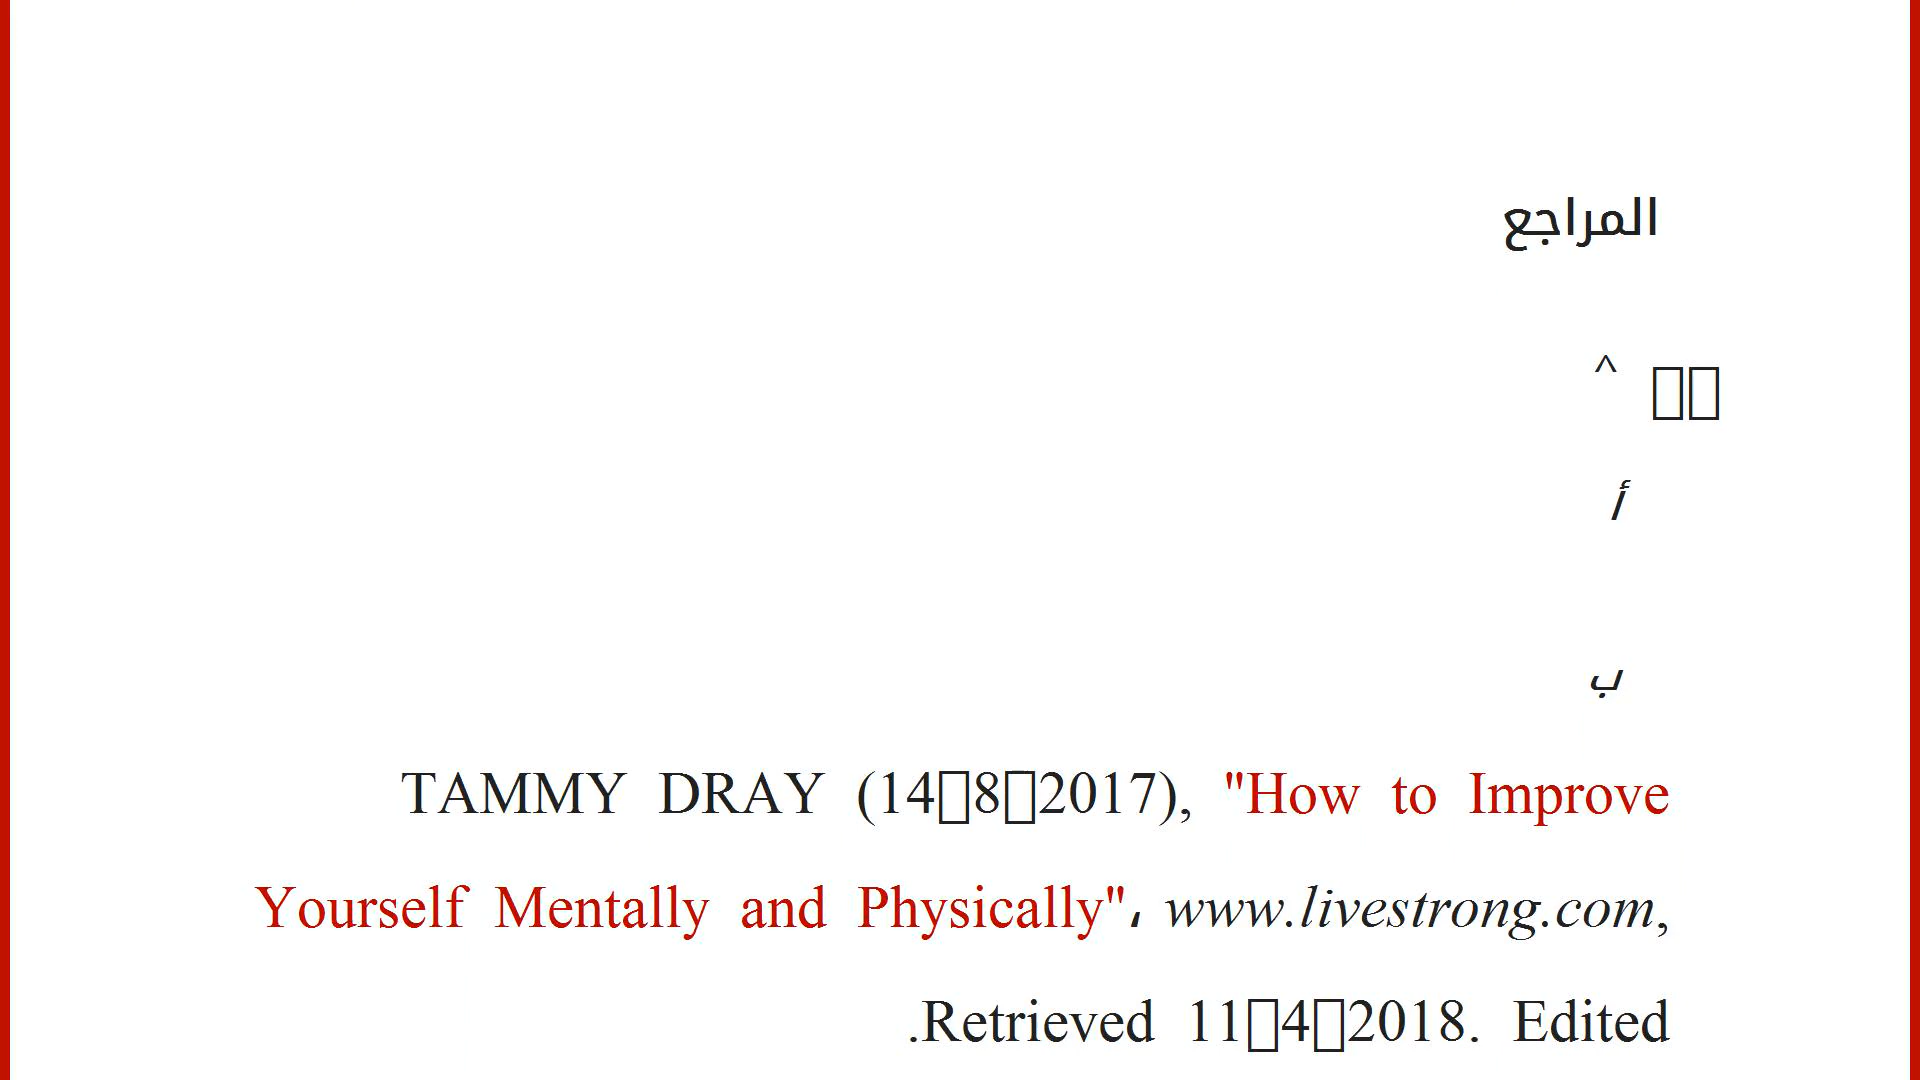 المراجع
▯▯ ^
أ
ب
TAMMY DRAY (14▯8▯2017), "How to Improve
Yourself Mentally and Physically"، www.livestrong.com,
.Retrieved 11▯4▯2018. Edited